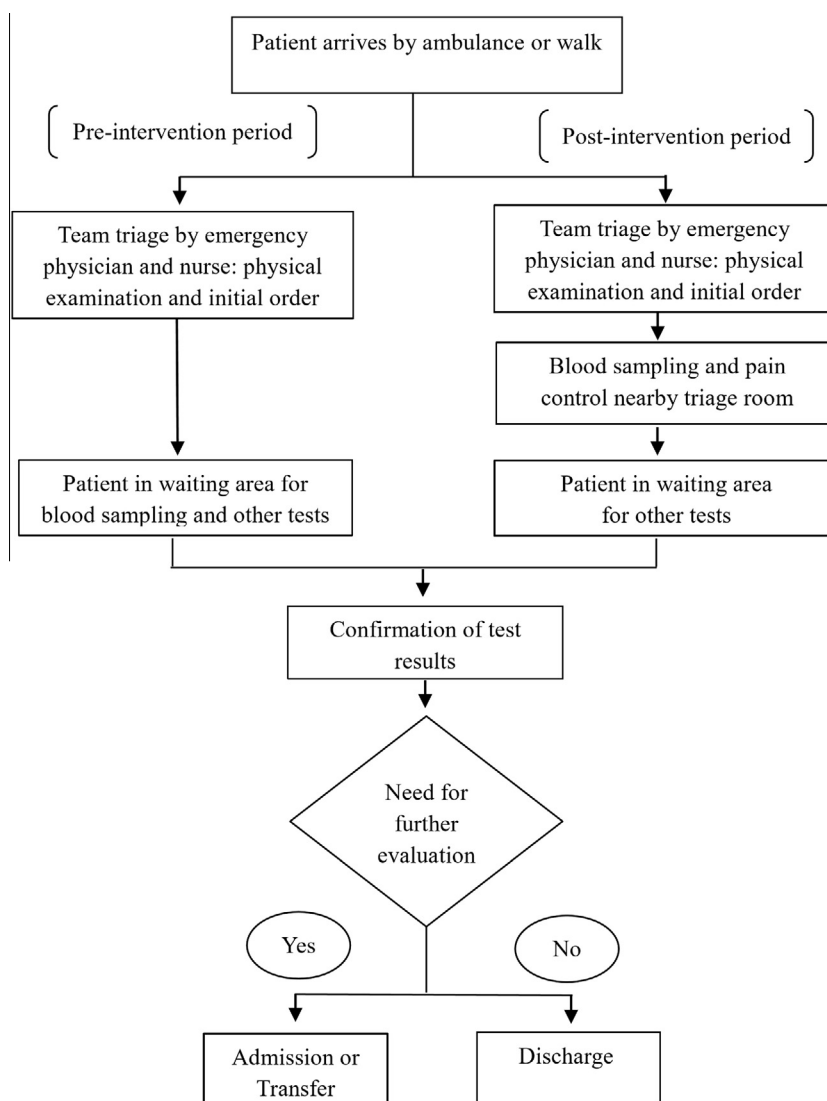 Patient arrives by ambulance or walk
Pre-intervention period
Post-intervention period
Team triage by emergency
physician and nurse: physical
examination and initial order
Team triage by emergency
physician and nurse: physical
examination and initial order
Blood sampling and pain
control nearby triage room
Patient in waiting area for
blood sampling and other tests
Patient in waiting area
for other tests
Confirmation of test
results
Need for
further
evaluation
Yes
No
Admission or
Transfer
Discharge